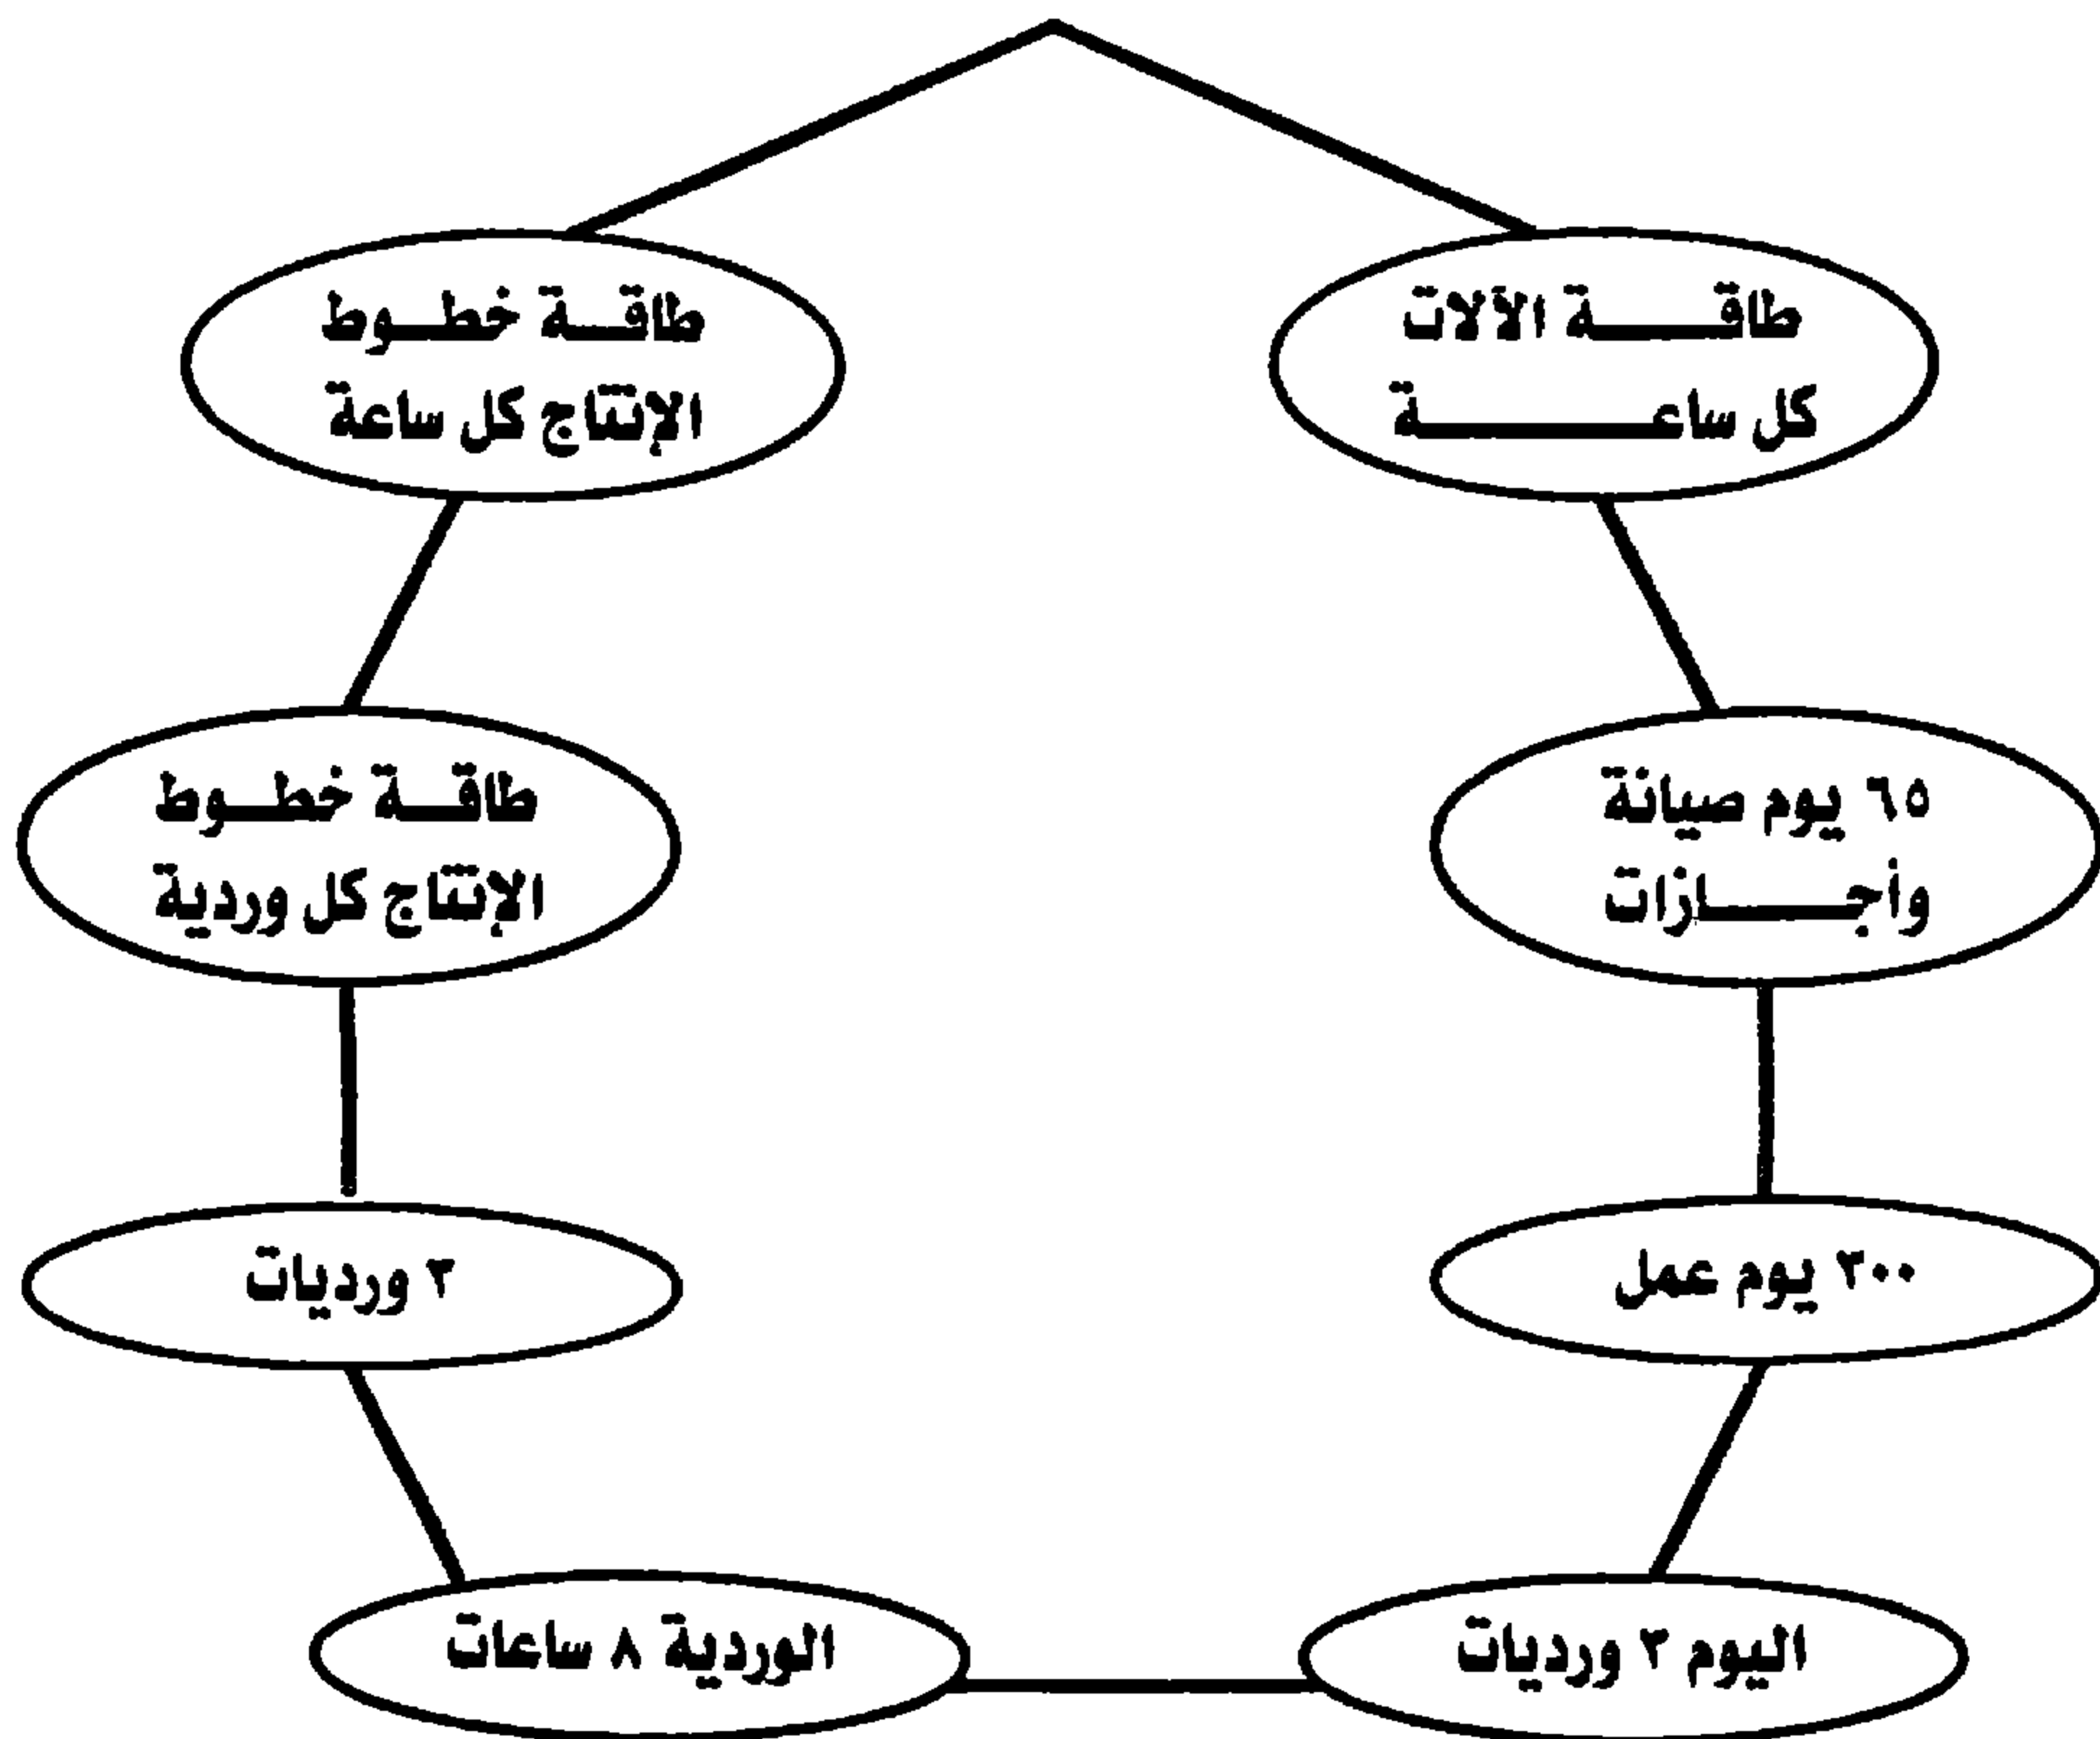 طاقة الآلات
كل ساعة
طاقة خطوط
الإنتاج كل ساعة
٦٥ يوم صيانة
وأجازات
طاقة خطوط
الإنتاج كل وردية
٣٠٠ يوم عمل
٣ ورديات
اليوم ٣ ورديات
الوردية ٨ ساعات